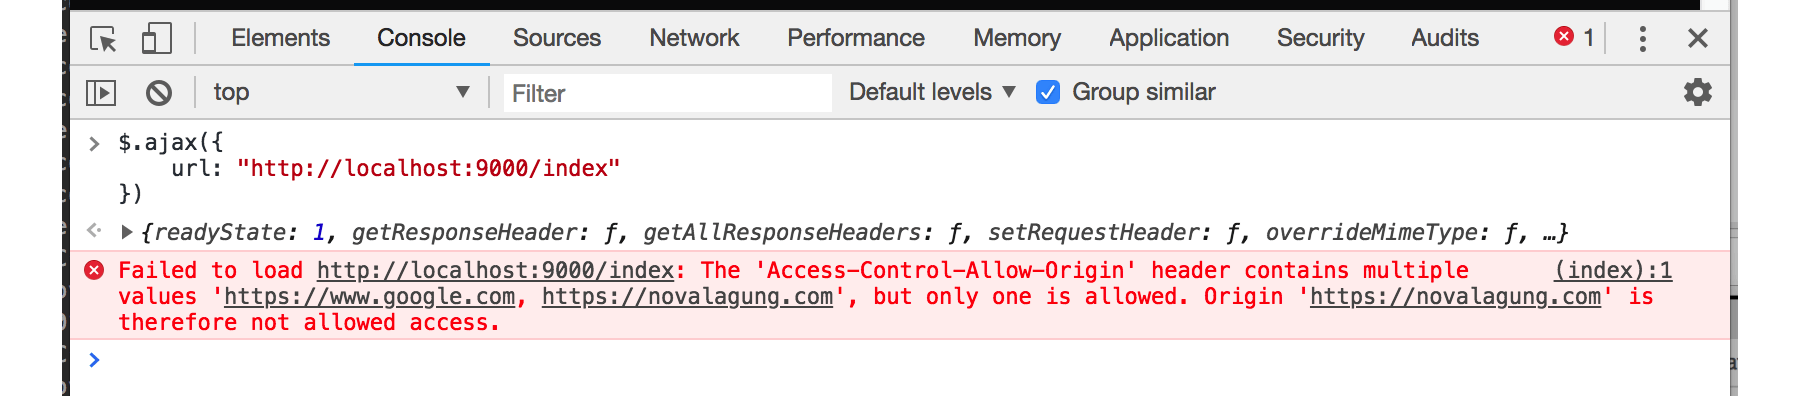 Elements Console Sources Network Performance Memory Application Security Audits 1
top Filter Default levels Group similar
$.ajax({
url: "http://localhost:9000/index"
})
{readyState: 1, getResponseHeader: ƒ, getAllResponseHeaders: ƒ, setRequestHeader: ƒ, overrideMimeType: ƒ, …}
Failed to load http://localhost:9000/index: The 'Access-Control-Allow-Origin' header contains multiple (index):1
values 'https://www.google.com, https://novalagung.com', but only one is allowed. Origin 'https://novalagung.com' is
therefore not allowed access.